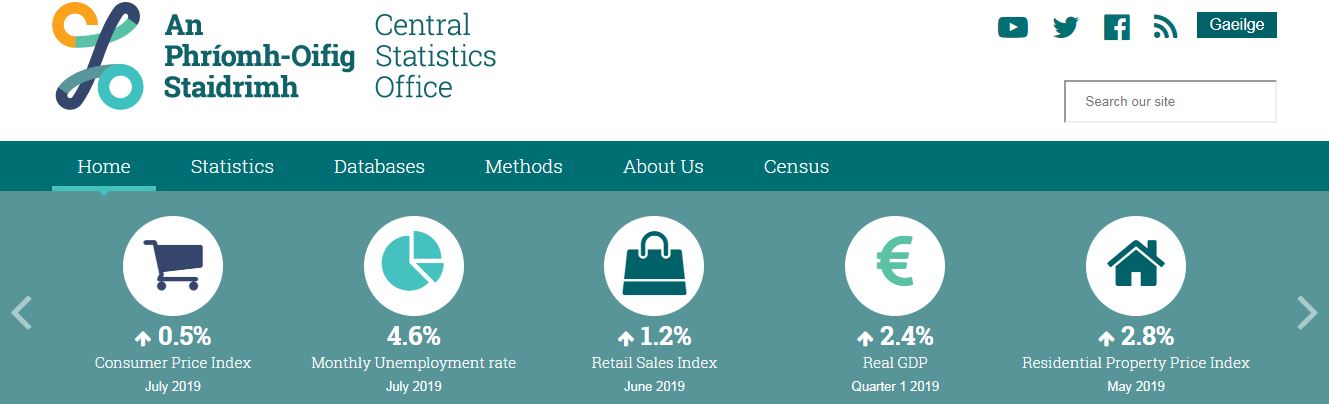 An
Phríomh-Oifig
Staidrimh
Central
Statistics
Office
Gaeilge
Search our site
Home Statistics Databases Methods About Us Census
0.5% 4.6% 1.2% 2.4% 2.8%
Consumer Price Index Monthly Unemployment rate Retail Sales Index Real GDP Residential Property Price Index
July 2019 July 2019 June 2019 Quarter 1 2019 May 2019